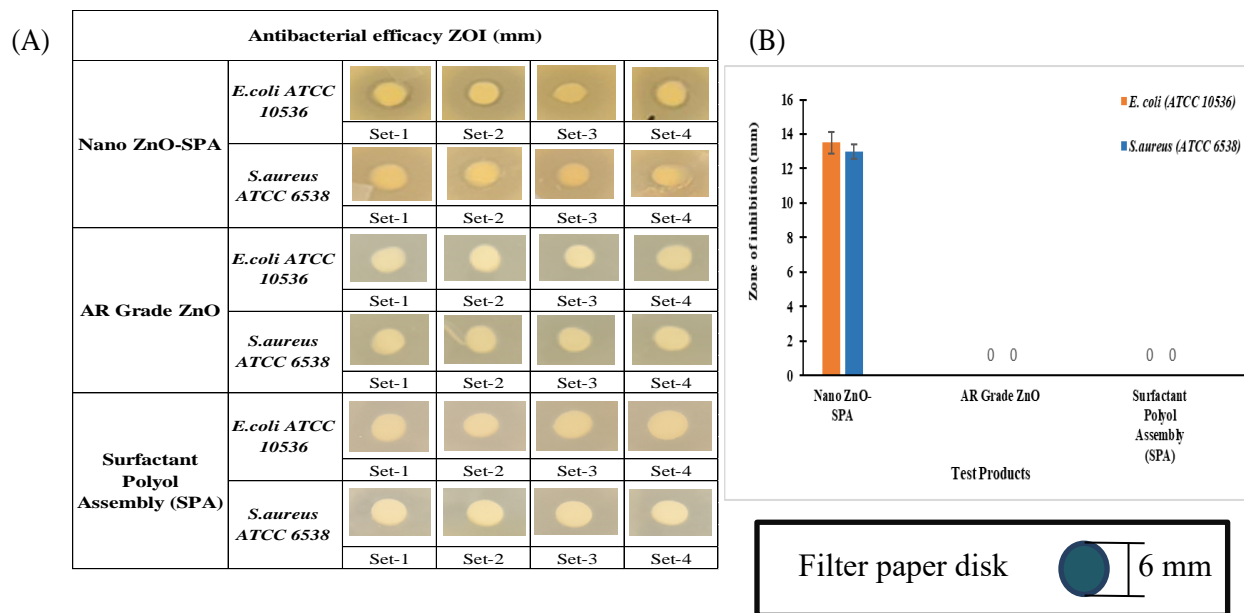 (A)
Antibacterial efficacy ZOI (mm)
Nano ZnO-SPA
E.coli ATCC
10536
Set-1 Set-2 Set-3 Set-4
S.aureus
ATCC 6538
Set-1 Set-2 Set-3 Set-4
AR Grade ZnO
E.coli ATCC
10536
Set-1 Set-2 Set-3 Set-4
S.aureus
ATCC 6538
Set-1 Set-2 Set-3 Set-4
Surfactant
Polyol
Assembly (SPA)
E.coli ATCC
10536
Set-1 Set-2 Set-3 Set-4
S.aureus
ATCC 6538
Set-1 Set-2 Set-3 Set-4
(B)
E. coli (ATCC 10536)
S.aureus (ATCC 6538)
Zone of inhibition (mm)
16
14
12
10
8
6
4
2
0
0 0
0 0
Nano ZnO-
SPA
AR Grade ZnO
Surfactant
Polyol
Assembly
(SPA)
Test Products
Filter paper disk 6 mm